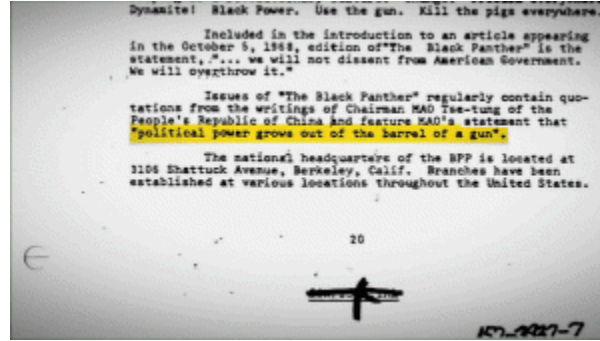 Dynamite! Black Power. Use the gun. Kill the pigs everywhere.
Included in the introduction to an article appearing
in the October 5, 1968, edition of "The Black Panther" is the
statement, "... we will not dissent from American Government.
We will overthrow it."
Issues of "The Black Panther" regularly contain quo-
tations from the writings of Chairman MAO Tse-tung of the
People's Republic of China and feature MAO's statement that
"political power grows out of the barrel of a gun".
The national headquarters of the BPP is located at
3106 Shattuck Avenue, Berkeley, Calif. Branches have been
established at various locations throughout the United States.
20